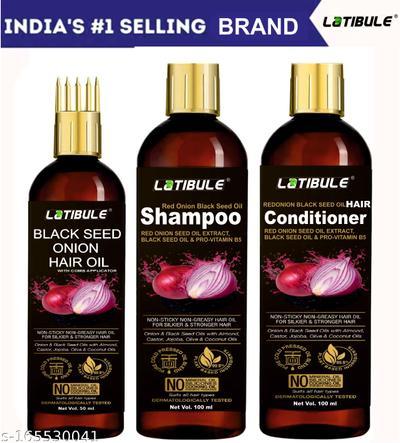 INDIA'S #1 SELLING BRAND LATIBULE®
LATIBULE®
BLACK SEED
ONION
HAIR OIL
WITH COMB APPLICATOR
NON-STICKY NON-GREASY HAIR OIL
FOR SILKIER & STRONGER HAIR
Onion & Black Seed Oils with Almond,
Castor, Jojoba, Olive & Coconut Oils
NO
Suits all hair types
DERMATOLOGICALLY TESTED
Net Vol. 50 ml
LATIBULE®
Red Onion Black Seed Oil
Shampoo
RED ONION SEED OIL EXTRACT,
BLACK SEED OIL & PRO-VITAMIN B5
NON-STICKY NON-GREASY HAIR OIL
FOR SILKIER & STRONGER HAIR
Onion & Black Seed Oils with Almond,
Castor, Jojoba, Olive & Coconut Oils
NO
Suits all hair types
DERMATOLOGICALLY TESTED
Net Vol. 100 ml
LATIBULE®
REDONION BLACK SEED OIL HAIR
Conditioner
RED ONION SEED OIL EXTRACT,
BLACK SEED OIL & PRO-VITAMIN B5
NON-STICKY NON-GREASY HAIR OIL
FOR SILKIER & STRONGER HAIR
Onion & Black Seed Oils with Almond,
Castor, Jojoba, Olive & Coconut Oils
NO
Suits all hair types
DERMATOLOGICALLY TESTED
Net Vol. 100 ml
s-165530041